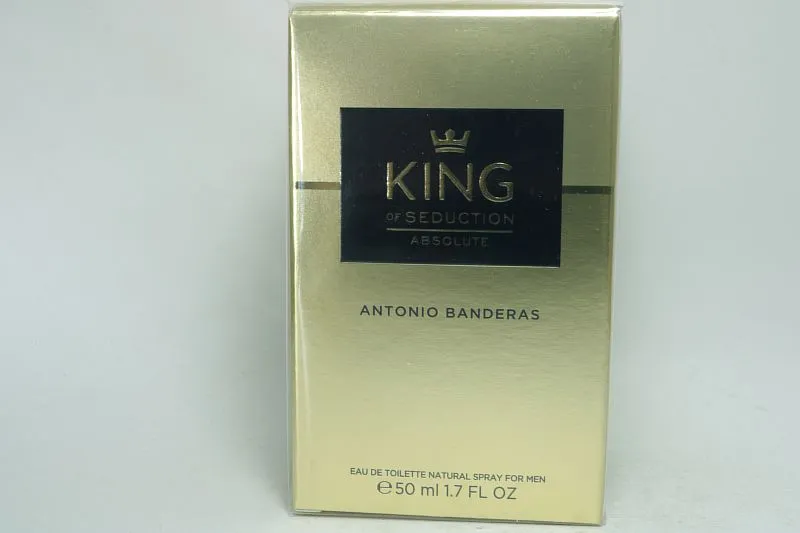 KING
OF SEDUCTION
ABSOLUTE
ANTONIO BANDERAS
EAU DE TOILETTE NATURAL SPRAY FOR MEN
℮50 ml 1.7 FL OZ